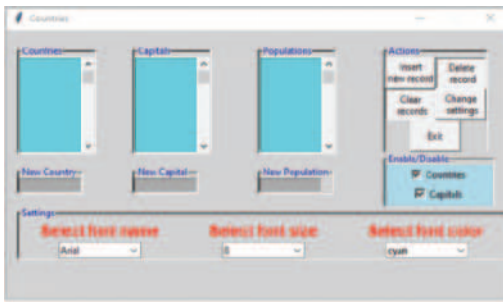 Countries
Countries
Capitals
Populations
Actions
Insert
new record
Delete
record
Clear
records
Change
settings
Exit
New Country
New Capital
New Population
Enable/Disable
Countries
Capitals
Settings
Select font name
Select font size
Select font color
Arial
8
cyan